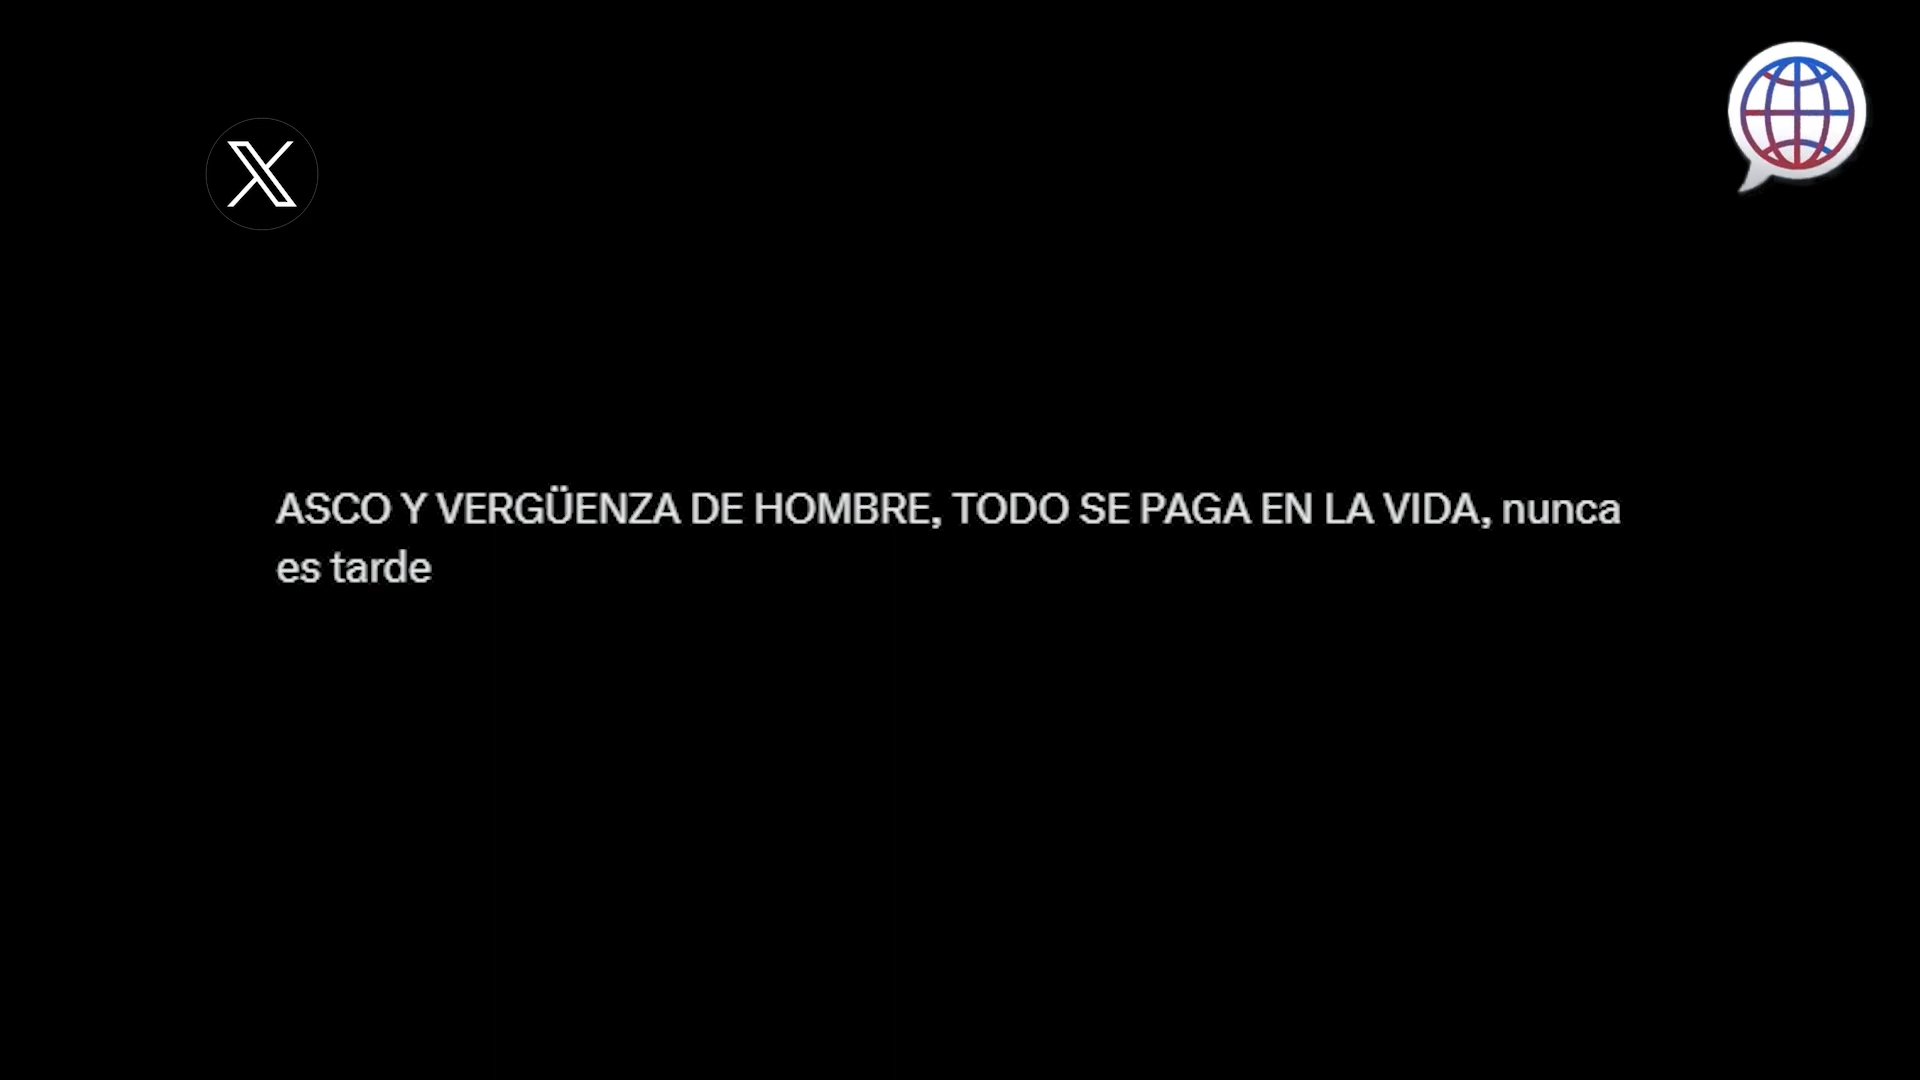 ASCO Y VERGÜENZA DE HOMBRE, TODO SE PAGA EN LA VIDA, nunca
es tarde